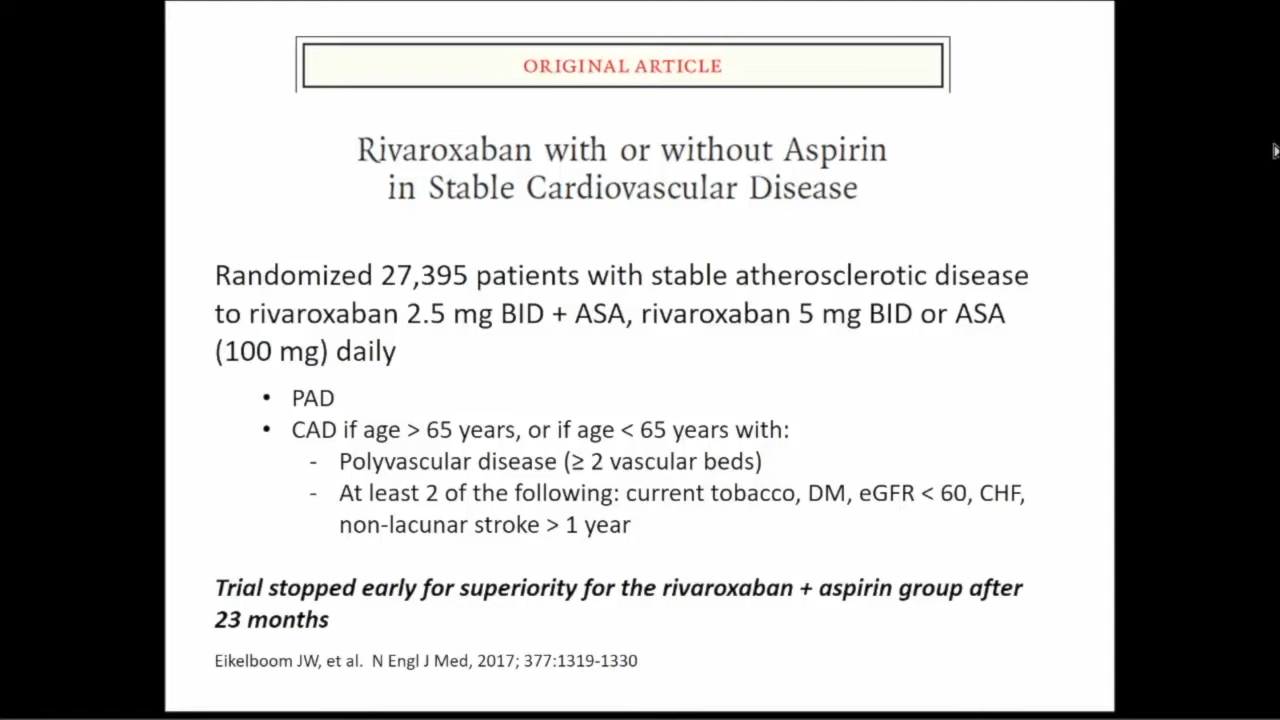 ORIGINAL ARTICLE
Rivaroxaban with or without Aspirin
in Stable Cardiovascular Disease
Randomized 27,395 patients with stable atherosclerotic disease
to rivaroxaban 2.5 mg BID + ASA, rivaroxaban 5 mg BID or ASA
(100 mg) daily
• PAD
• CAD if age > 65 years, or if age < 65 years with:
- Polyvascular disease (≥ 2 vascular beds)
- At least 2 of the following: current tobacco, DM, eGFR < 60, CHF,
non-lacunar stroke > 1 year
Trial stopped early for superiority for the rivaroxaban + aspirin group after
23 months
Eikelboom JW, et al. N Engl J Med, 2017; 377:1319-1330